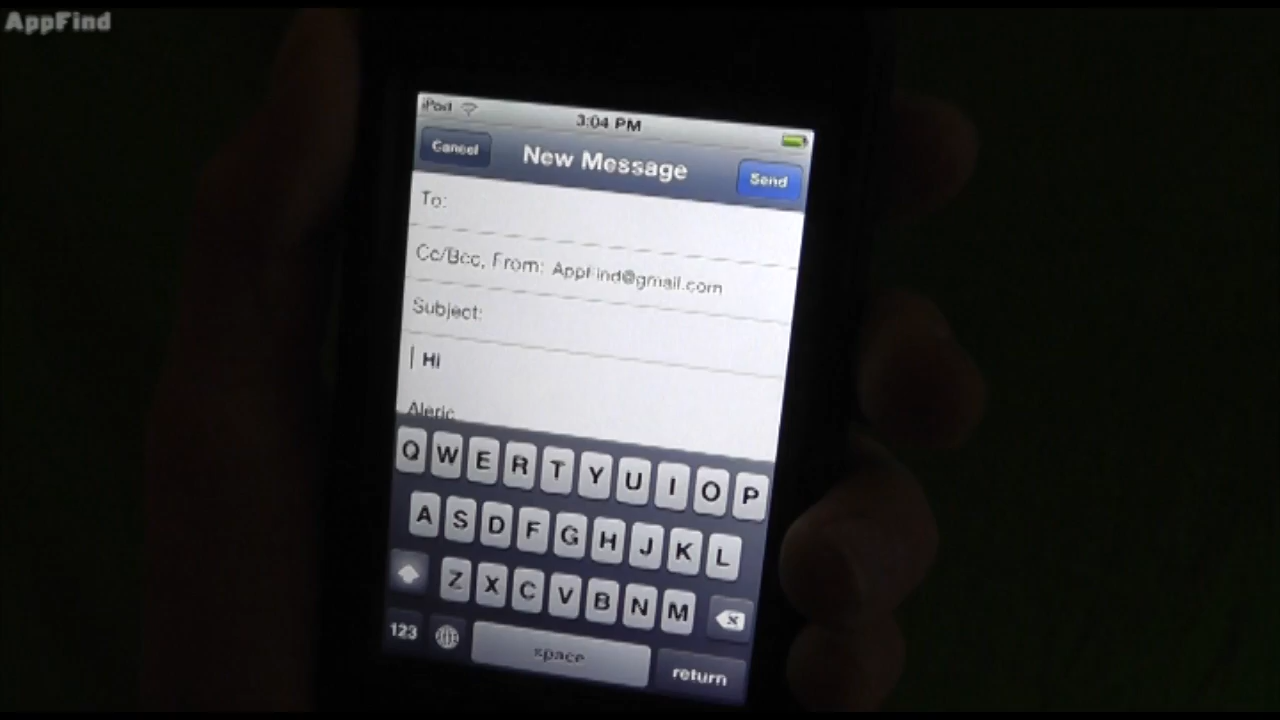 AppFind
iPod
3:04 PM
Cancel
New Message
Send
To:
Cc/Bcc, From: AppFind@gmail.com
Subject:
Hi
Aleric
Q W E R T Y U I O P
A S D F G H J K L
Z X C V B N M
123
space
return